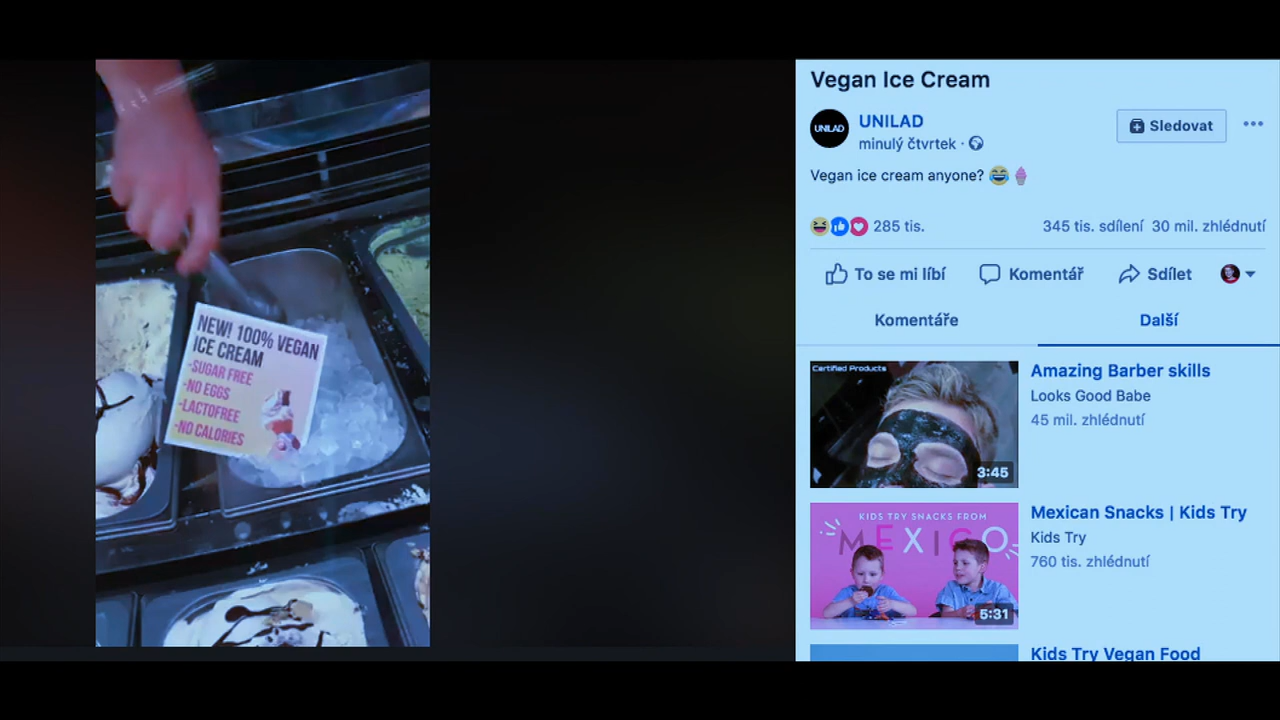 NEW! 100% VEGAN
ICE CREAM
-SUGAR FREE
-NO EGGS
-LACTOFREE
-NO CALORIES
Vegan Ice Cream
UNILAD
UNILAD
Sledovat
minulý čtvrtek ·
Vegan ice cream anyone? 😂🍦
285 tis.
345 tis. sdílení 30 mil. zhlédnutí
To se mi líbí
Komentář
Sdílet
Komentáře
Další
Certified Products
3:45
Amazing Barber skills
Looks Good Babe
45 mil. zhlédnutí
KIDS TRY SNACKS FROM
MEXICO
5:31
Mexican Snacks | Kids Try
Kids Try
760 tis. zhlédnutí
Kids Try Vegan Food